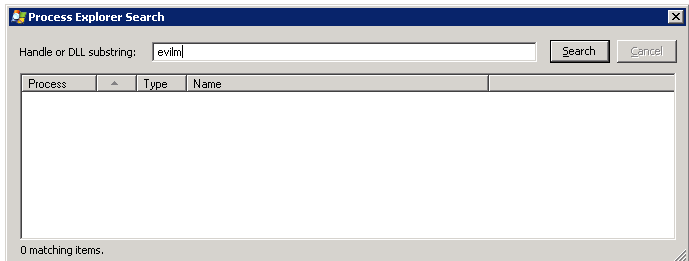 Process Explorer Search
Handle or DLL substring: evilm Search Cancel
Process Type Name
0 matching items.